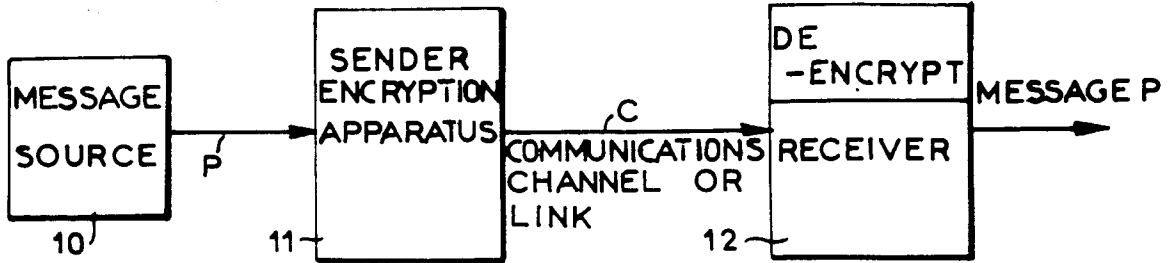 MESSAGE
SOURCE
10
P
SENDER
ENCRYPTION
APPARATUS
11
C
COMMUNICATIONS
CHANNEL OR
LINK
DE
-ENCRYPT
RECEIVER
12
MESSAGE P